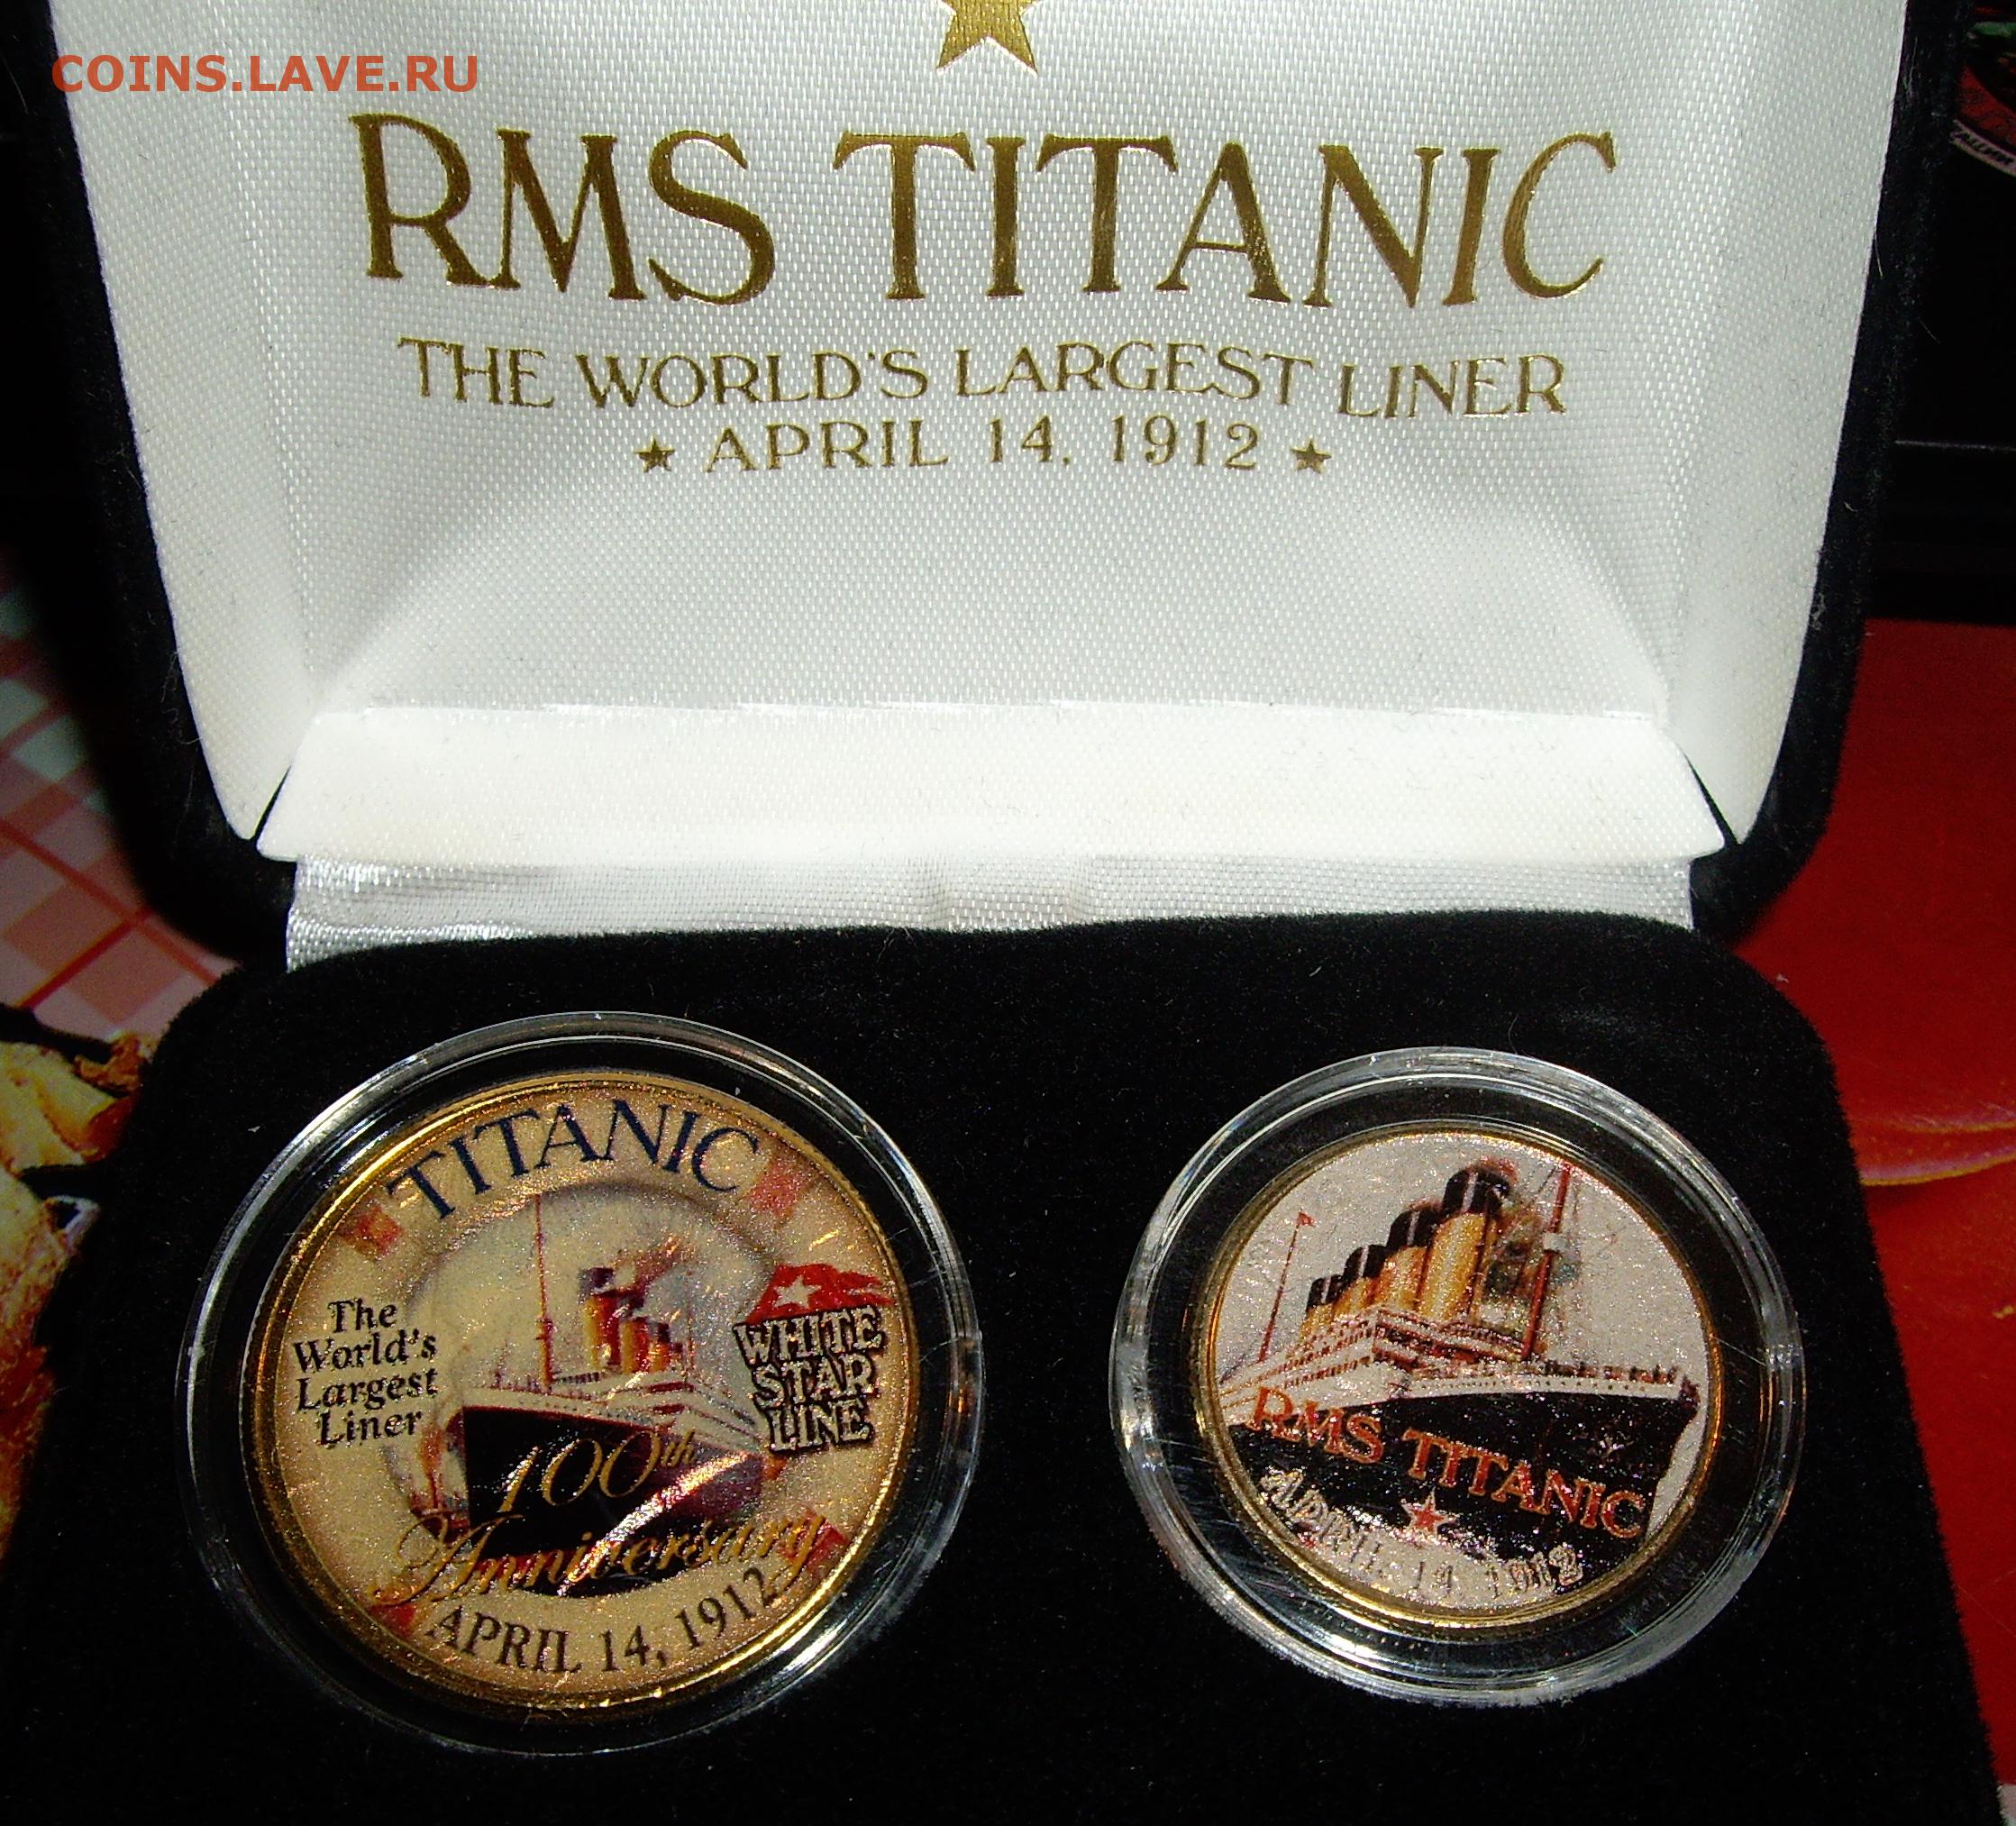 COINS.LAVE.RU
RMS TITANIC
THE WORLD'S LARGEST LINER
★ APRIL 14, 1912 ★
TITANIC
The
World's
Largest
Liner
WHITE
STAR
LINE
100th
Anniversary
APRIL 14, 1912
RMS TITANIC
APRIL 14, 1912